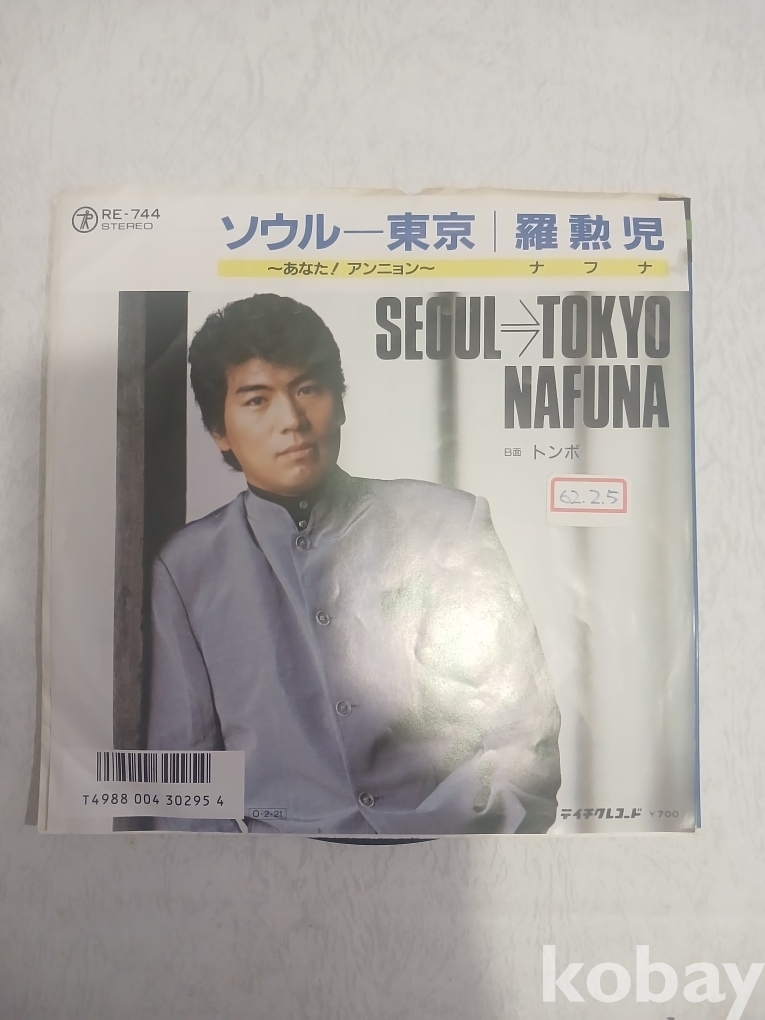 RE-744
STEREO
ソウル—東京|羅勲児
～あなた!アンニョン～ ナフナ
SEOUL⇒TOKYO
NAFUNA
B面 トンボ
62.2.5
T4988 004 30295 4
O・2・21
テイチクレコード ¥700
kobay